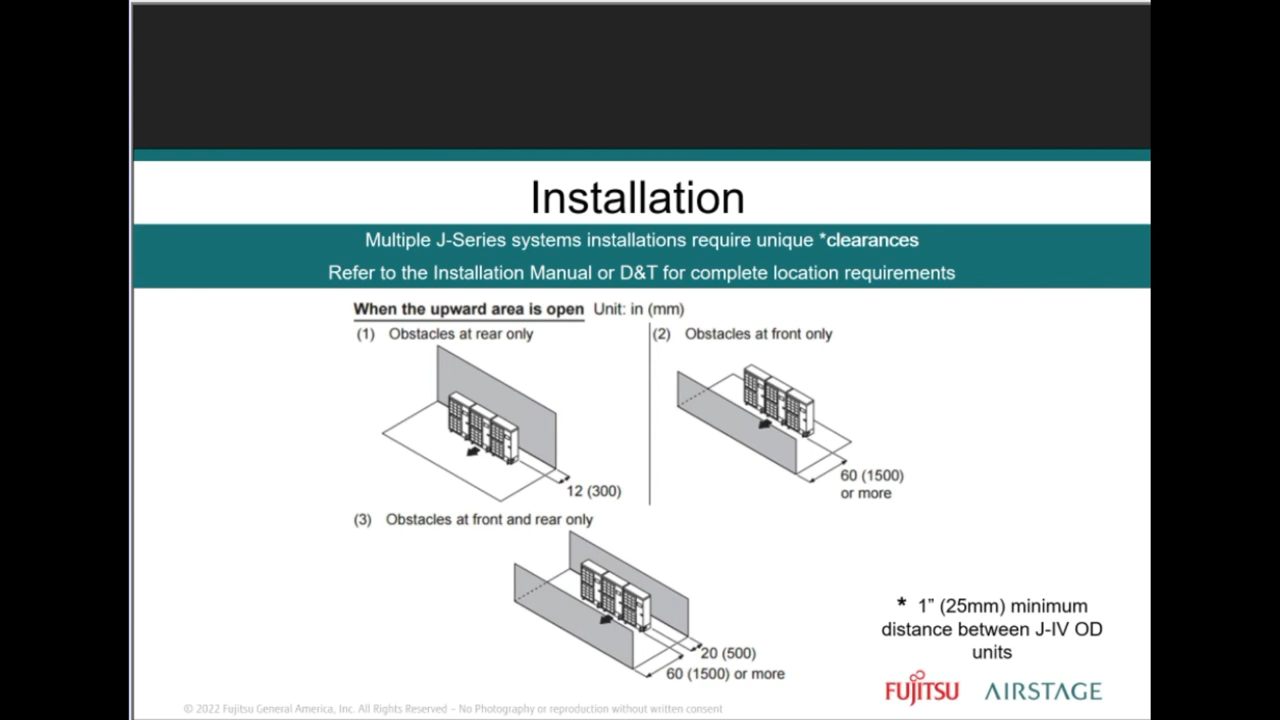 Installation
Multiple J-Series systems installations require unique *clearances
Refer to the Installation Manual or D&T for complete location requirements
When the upward area is open Unit: in (mm)
(1) Obstacles at rear only
12 (300)
(2) Obstacles at front only
60 (1500)
or more
(3) Obstacles at front and rear only
20 (500)
60 (1500) or more
* 1” (25mm) minimum
distance between J-IV OD
units
FUJITSU AIRSTAGE
© 2022 Fujitsu General America, Inc. All Rights Reserved – No Photography or reproduction without written consent